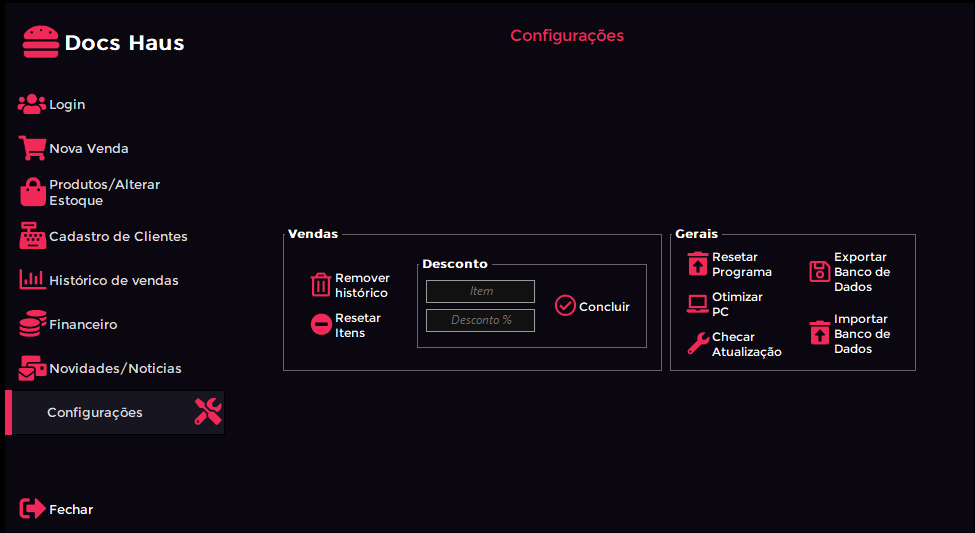 Docs Haus
Configurações
Login
Nova Venda
Produtos/Alterar
Estoque
Cadastro de Clientes
Histórico de vendas
Financeiro
Novidades/Noticias
Configurações
Fechar
Vendas
Remover
histórico
Resetar
Itens
Desconto
Item
Desconto %
Concluir
Gerais
Resetar
Programa
Otimizar
PC
Checar
Atualização
Exportar
Banco de
Dados
Importar
Banco de
Dados